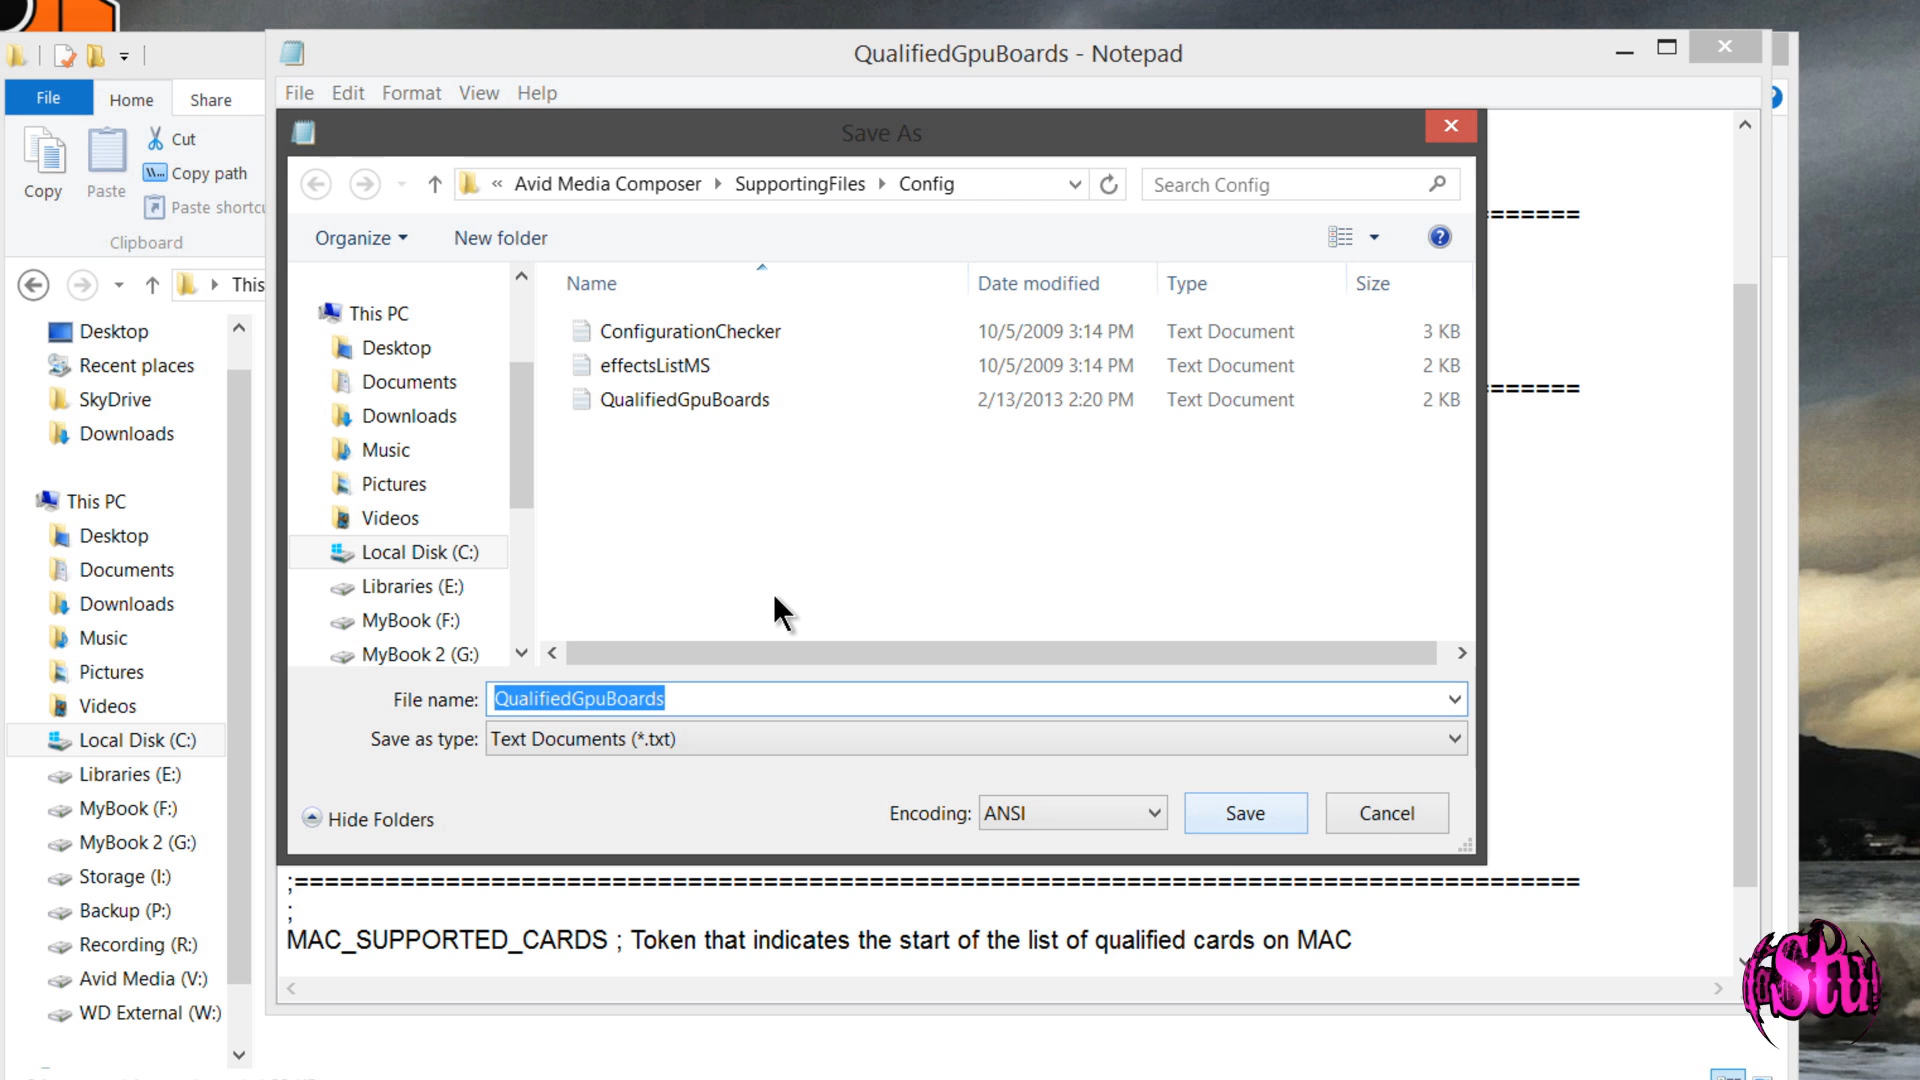 QualifiedGpuBoards - Notepad
File Edit Format View Help
File Home Share
Copy
Paste
Cut
Copy path
Paste shortcu
Clipboard
This
Desktop
Recent places
SkyDrive
Downloads
This PC
Desktop
Documents
Downloads
Music
Pictures
Videos
Local Disk (C:)
Libraries (E:)
MyBook (F:)
MyBook 2 (G:)
Storage (I:)
Backup (P:)
Recording (R:)
Avid Media (V:)
WD External (W:)
Save As
« Avid Media Composer SupportingFiles Config
Search Config
Organize New folder
This PC
Desktop
Documents
Downloads
Music
Pictures
Videos
Local Disk (C:)
Libraries (E:)
MyBook (F:)
MyBook 2 (G:)
Name Date modified Type Size
ConfigurationChecker 10/5/2009 3:14 PM Text Document 3 KB
effectsListMS 10/5/2009 3:14 PM Text Document 2 KB
QualifiedGpuBoards 2/13/2013 2:20 PM Text Document 2 KB
File name: QualifiedGpuBoards
Save as type: Text Documents (*.txt)
Hide Folders
Encoding: ANSI Save Cancel
;=====================================================================================
;
MAC_SUPPORTED_CARDS ; Token that indicates the start of the list of qualified cards on MAC